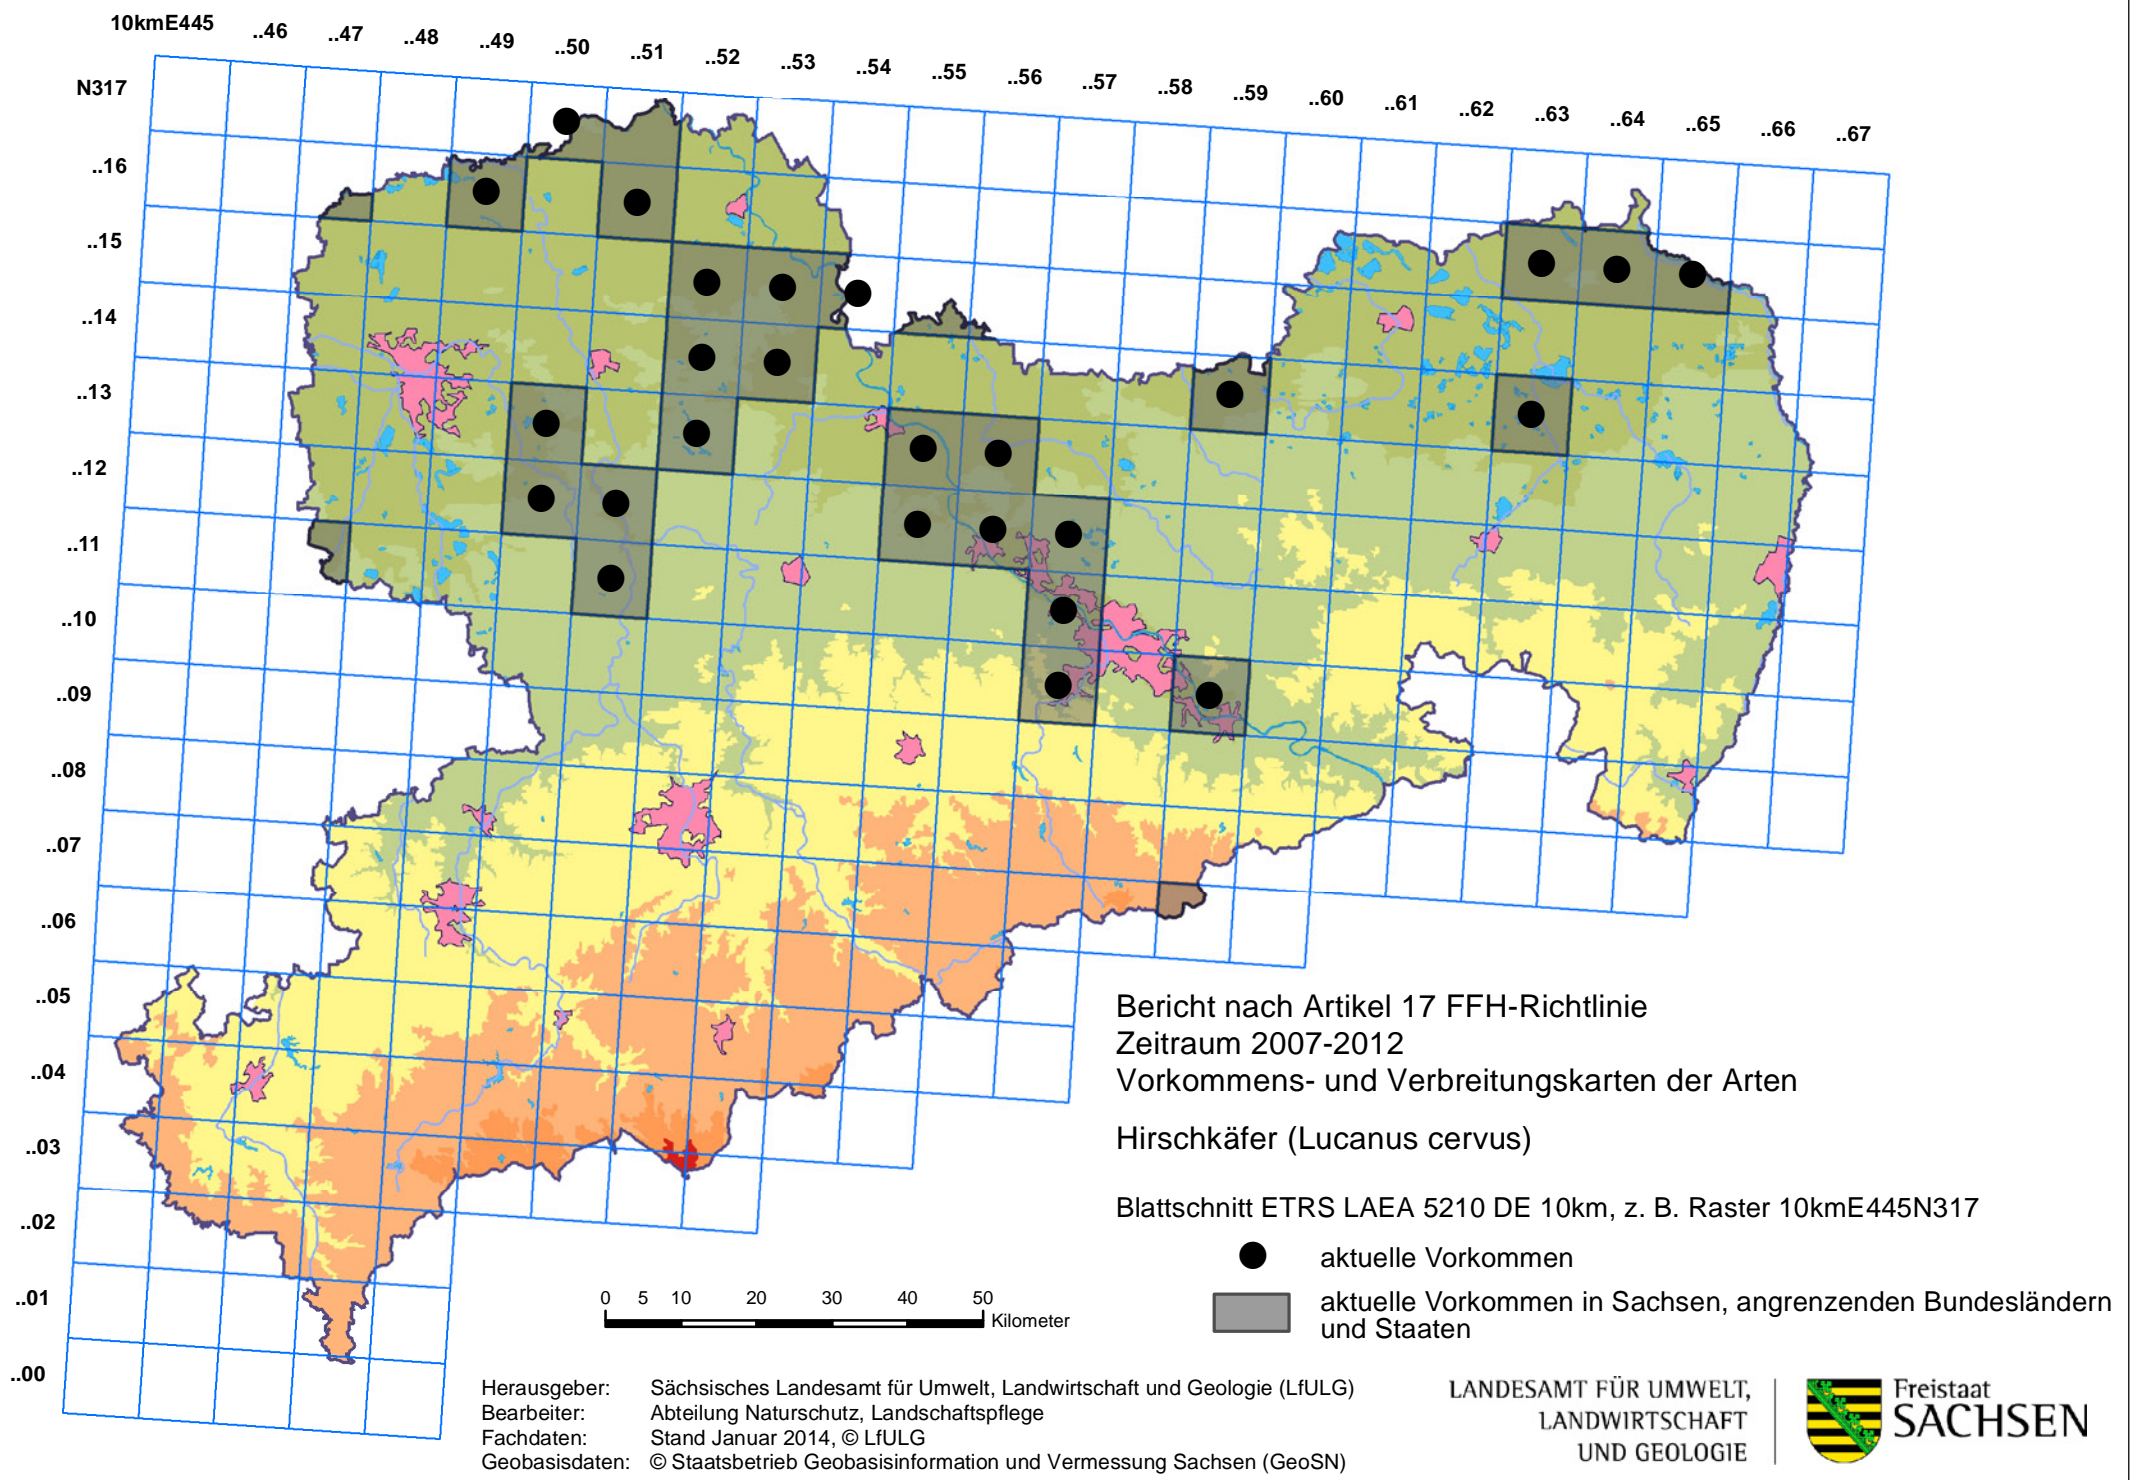 10kmE445 ..46 ..47 ..48 ..49 ..50 ..51 ..52 ..53 ..54 ..55 ..56 ..57 ..58 ..59 ..60 ..61 ..62 ..63 ..64 ..65 ..66 ..67
N317
..16
..15
..14
..13
..12
..11
..10
..09
..08
..07
..06
..05
..04
..03
..02
..01
..00
Bericht nach Artikel 17 FFH-Richtlinie
Zeitraum 2007-2012
Vorkommens- und Verbreitungskarten der Arten
Hirschkäfer (Lucanus cervus)
Blattschnitt ETRS LAEA 5210 DE 10km, z. B. Raster 10kmE445N317
aktuelle Vorkommen
aktuelle Vorkommen in Sachsen, angrenzenden Bundesländern
und Staaten
0 5 10 20 30 40 50
Kilometer
Herausgeber: Sächsisches Landesamt für Umwelt, Landwirtschaft und Geologie (LfULG)
Bearbeiter: Abteilung Naturschutz, Landschaftspflege
Fachdaten: Stand Januar 2014, © LfULG
Geobasisdaten: © Staatsbetrieb Geobasisinformation und Vermessung Sachsen (GeoSN)
LANDESAMT FÜR UMWELT,
LANDWIRTSCHAFT
UND GEOLOGIE
Freistaat
SACHSEN